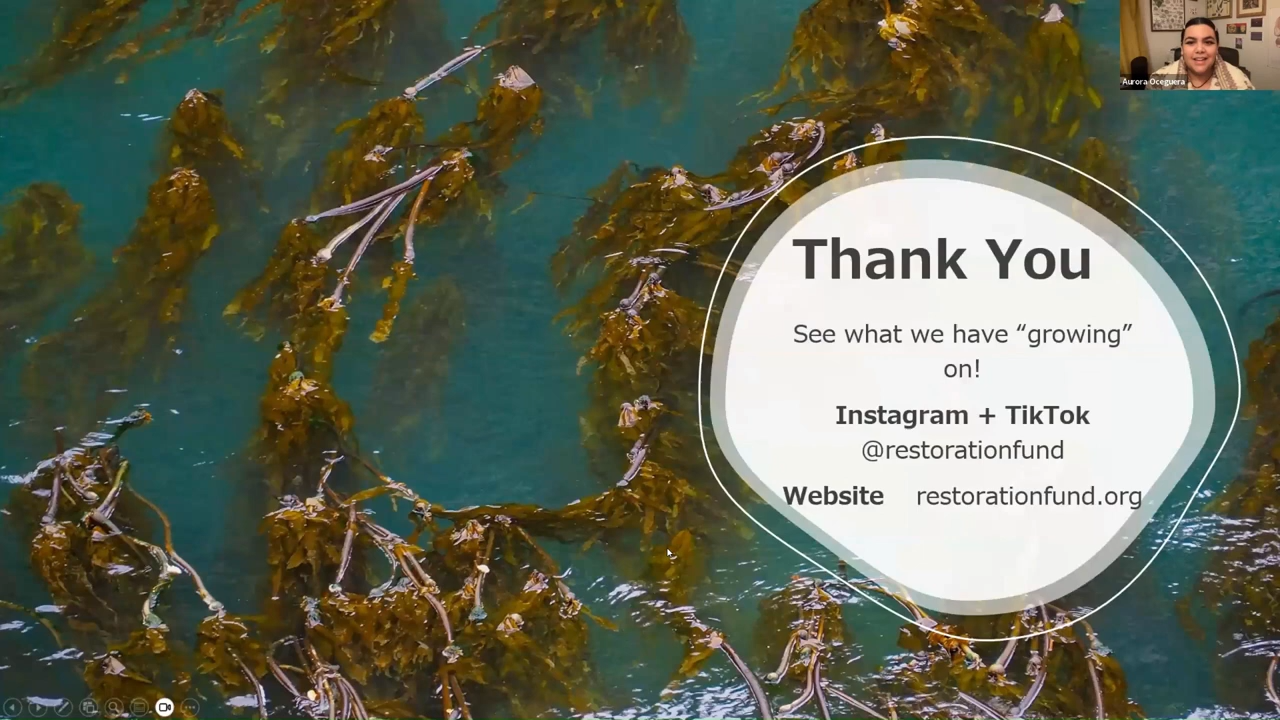 Aurora Oceguera
Thank You
See what we have “growing”
on!
Instagram + TikTok
@restorationfund
Website restorationfund.org